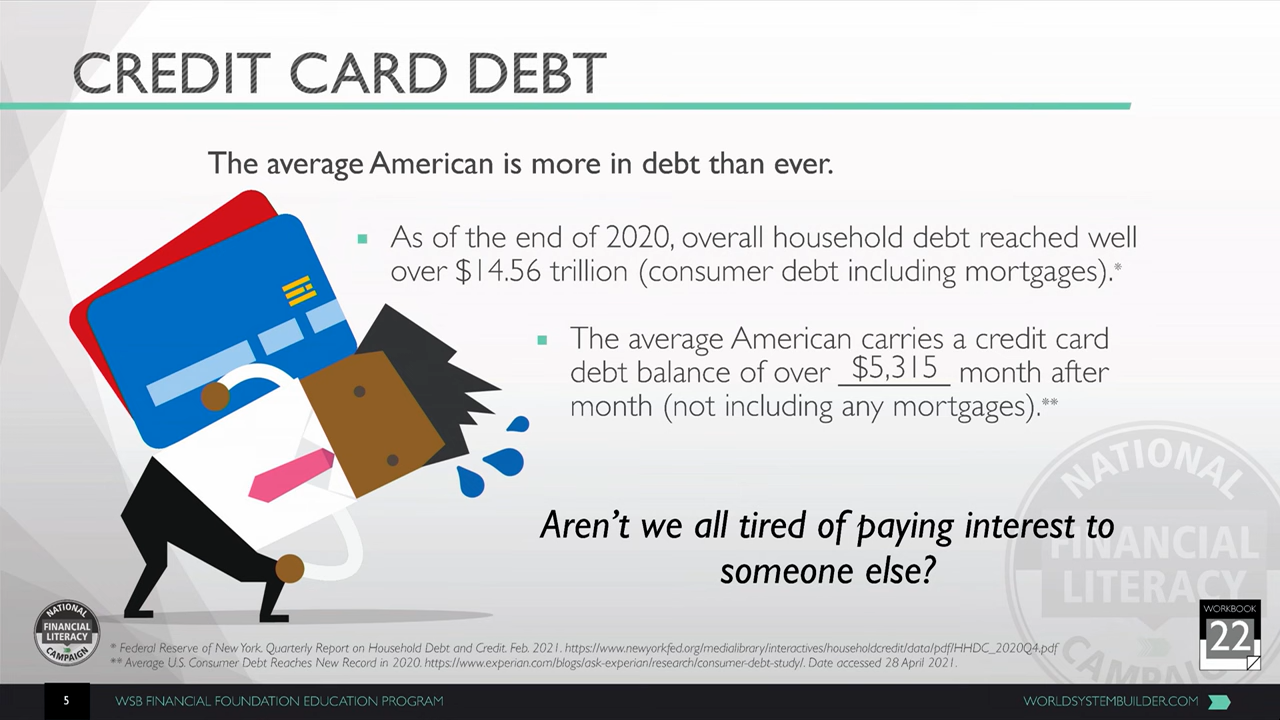 CREDIT CARD DEBT
The average American is more in debt than ever.
As of the end of 2020, overall household debt reached well
over $14.56 trillion (consumer debt including mortgages).*
The average American carries a credit card
debt balance of over $5,315 month after
month (not including any mortgages).**
Aren't we all tired of paying interest to
someone else?
NATIONAL
FINANCIAL
LITERACY
CAMPAIGN
NATIONAL
FINANCIAL
LITERACY
CAMPAIGN
WORKBOOK
22
* Federal Reserve of New York. Quarterly Report on Household Debt and Credit. Feb. 2021. https://www.newyorkfed.org/medialibrary/interactives/householdcredit/data/pdf/HHDC_2020Q4.pdf
** Average U.S. Consumer Debt Reaches New Record in 2020. https://www.experian.com/blogs/ask-experian/research/consumer-debt-study/. Date accessed 28 April 2021.
5
WSB FINANCIAL FOUNDATION EDUCATION PROGRAM
WORLDSYSTEMBUILDER.COM